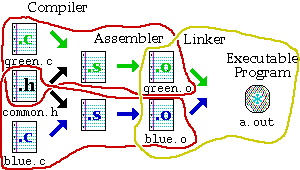 Compiler
Assembler
Linker
.c
green.c
.s
.o
green.o
Executable
Program
.h
common.h
a.out
.c
blue.c
.s
.o
blue.o